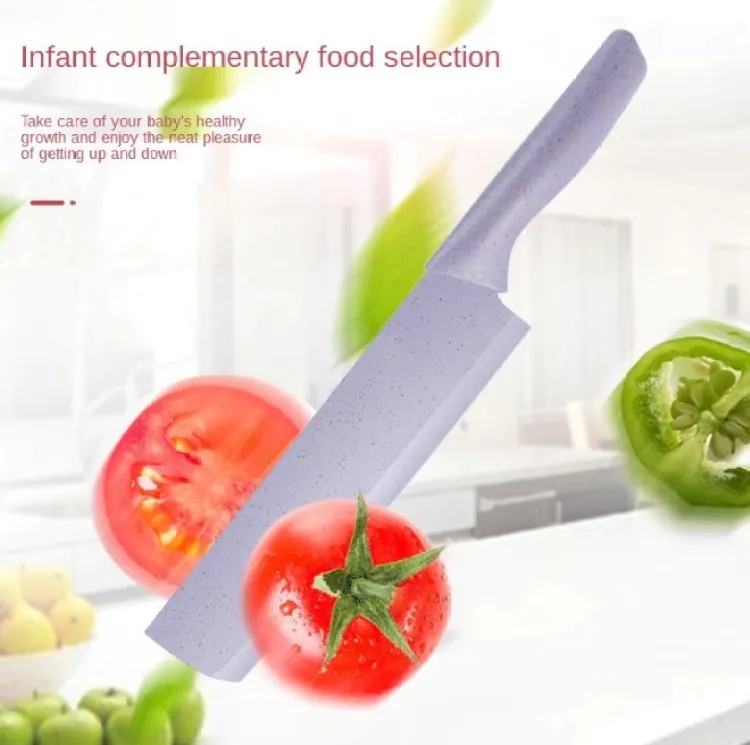 Infant complementary food selection
Take care of your baby's healthy
growth and enjoy the neat pleasure
of getting up and down